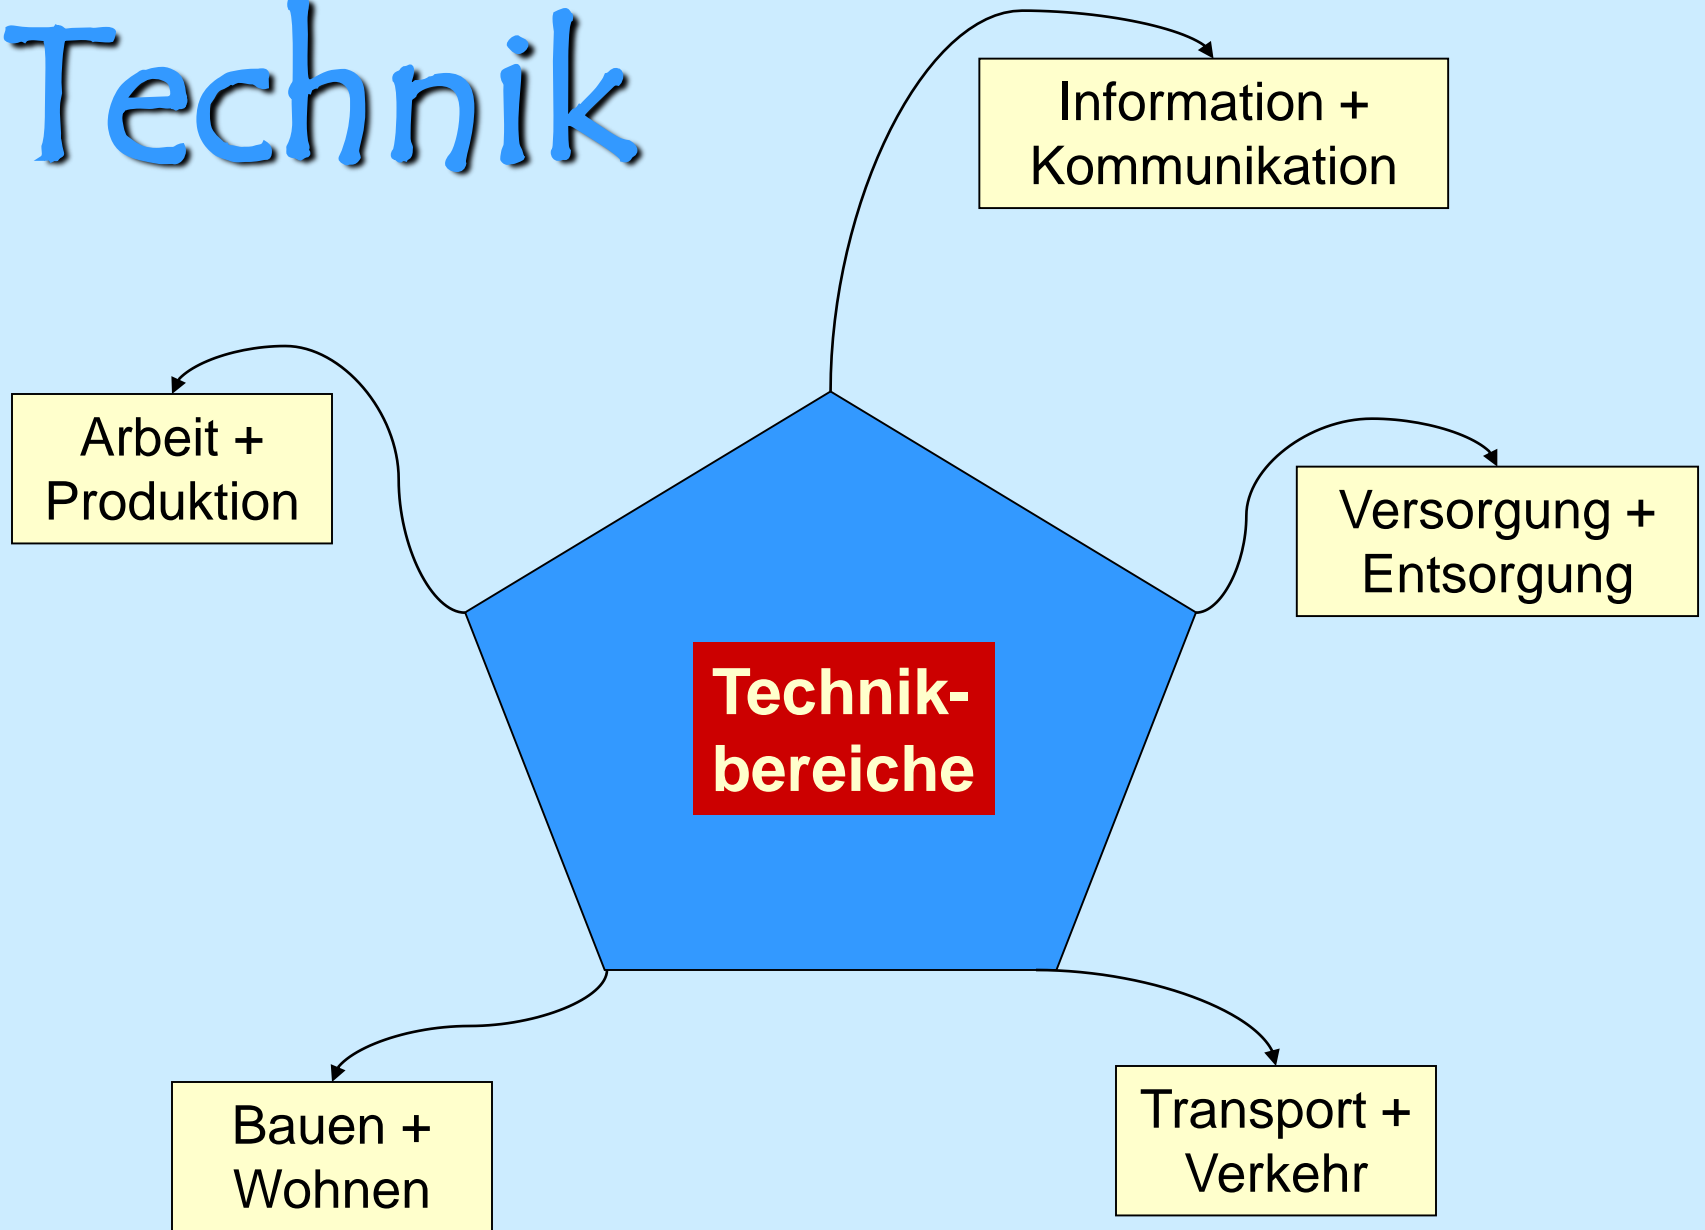 Technik
Information +
Kommunikation
Arbeit +
Produktion
Versorgung +
Entsorgung
Technik-
bereiche
Bauen +
Wohnen
Transport +
Verkehr